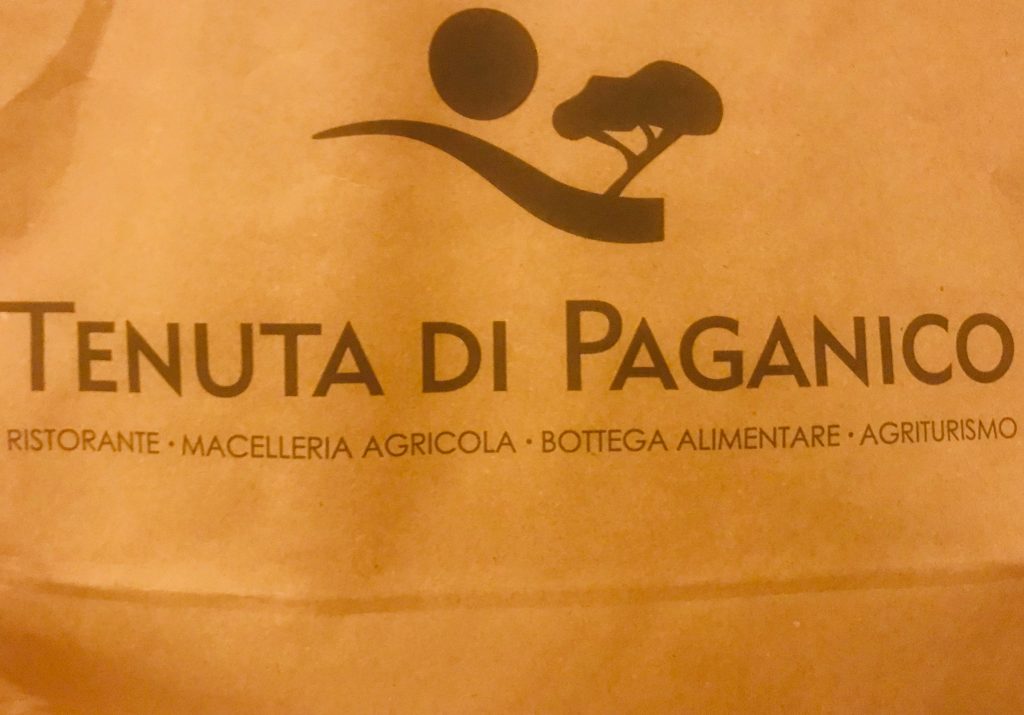 TENUTA DI PAGANICO
RISTORANTE · MACELLERIA AGRICOLA · BOTTEGA ALIMENTARE · AGRITURISMO